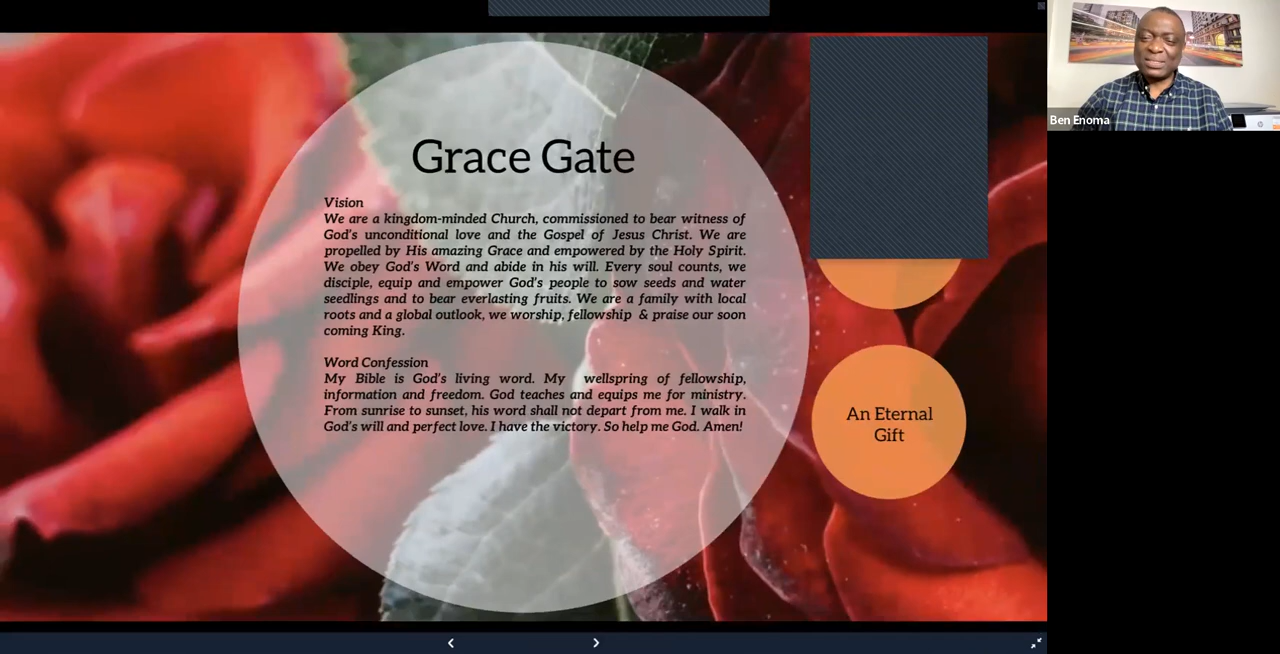 Grace Gate
Vision
We are a kingdom-minded Church, commissioned to bear witness of
God's unconditional love and the Gospel of Jesus Christ. We are
propelled by His amazing Grace and empowered by the Holy Spirit.
We obey God's Word and abide in his will. Every soul counts, we
disciple, equip and empower God's people to sow seeds and water
seedlings and to bear everlasting fruits. We are a family with local
roots and a global outlook, we worship, fellowship & praise our soon
coming King.
Word Confession
My Bible is God's living word. My wellspring of fellowship,
information and freedom. God teaches and equips me for ministry.
From sunrise to sunset, his word shall not depart from me. I walk in
God's will and perfect love. I have the victory. So help me God. Amen!
An Eternal
Gift
Ben Enoma